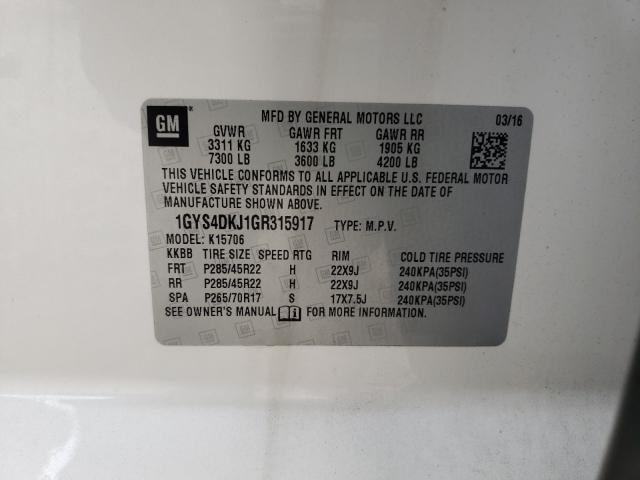 GM
MFD BY GENERAL MOTORS LLC 03/16
GVWR GAWR FRT GAWR RR
3311 KG 1633 KG 1905 KG
7300 LB 3600 LB 4200 LB
THIS VEHICLE CONFORMS TO ALL APPLICABLE U.S. FEDERAL MOTOR
VEHICLE SAFETY STANDARDS IN EFFECT ON THE DATE OF
MANUFACTURE SHOWN ABOVE.
1GYS4DKJ1GR315917 TYPE: M.P.V.
MODEL: K15706
KKBB TIRE SIZE SPEED RTG RIM COLD TIRE PRESSURE
FRT P285/45R22 H 22X9J 240KPA(35PSI)
RR P285/45R22 H 22X9J 240KPA(35PSI)
SPA P265/70R17 S 17X7.5J 240KPA(35PSI)
SEE OWNER'S MANUAL FOR MORE INFORMATION.